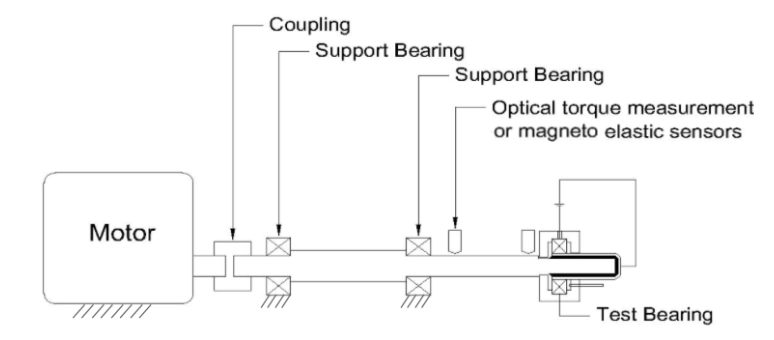 Coupling
Support Bearing
Support Bearing
Optical torque measurement
or magneto elastic sensors
Motor
Test Bearing